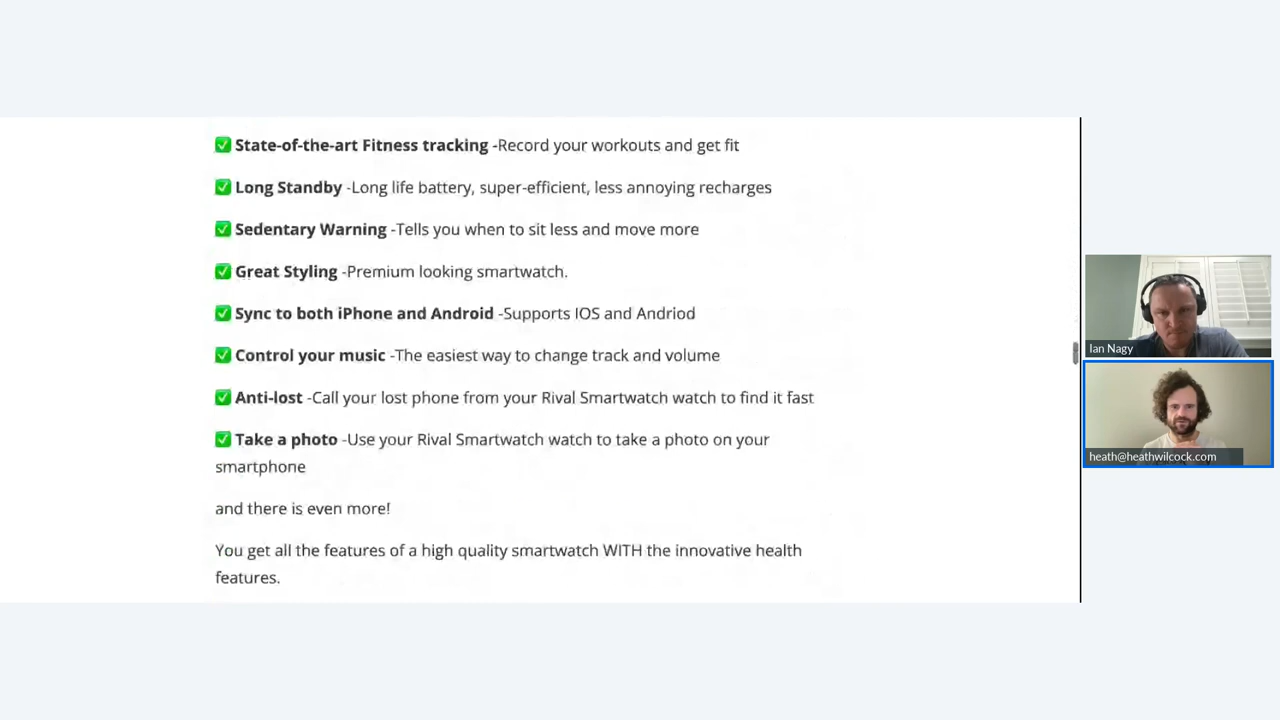 ✅ State-of-the-art Fitness tracking -Record your workouts and get fit
✅ Long Standby -Long life battery, super-efficient, less annoying recharges
✅ Sedentary Warning -Tells you when to sit less and move more
✅ Great Styling -Premium looking smartwatch.
✅ Sync to both iPhone and Android -Supports IOS and Andriod
✅ Control your music -The easiest way to change track and volume
✅ Anti-lost -Call your lost phone from your Rival Smartwatch watch to find it fast
✅ Take a photo -Use your Rival Smartwatch watch to take a photo on your
smartphone
and there is even more!
You get all the features of a high quality smartwatch WITH the innovative health
features.
Ian Nagy
heath@heathwilcock.com